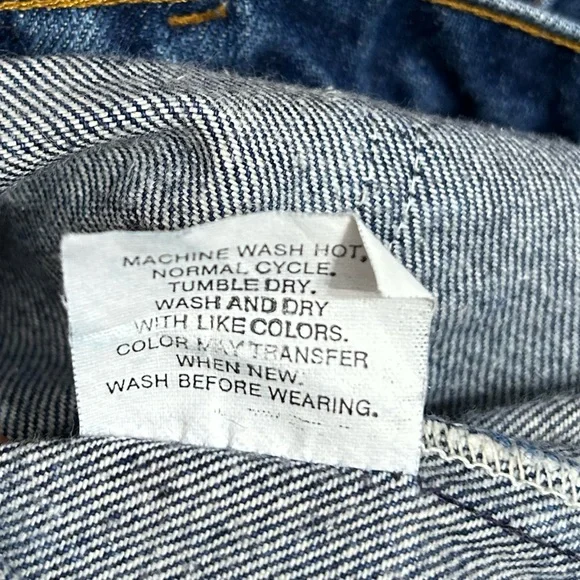 MACHINE WASH HOT,
NORMAL CYCLE.
TUMBLE DRY.
WASH AND DRY
WITH LIKE COLORS.
COLOR MAY TRANSFER
WHEN NEW.
WASH BEFORE WEARING.